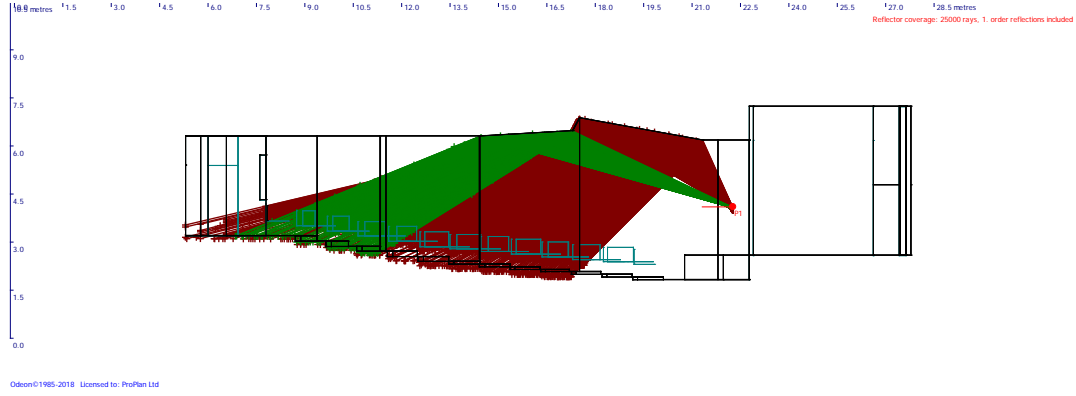 0.0 1.5 3.0 4.5 6.0 7.5 9.0 10.5 12.0 13.5 15.0 16.5 18.0 19.5 21.0 22.5 24.0 25.5 27.0 28.5 metres
10.5 metres
Reflector coverage: 25000 rays, 1. order reflections included
9.0
7.5
6.0
4.5
P1
3.0
1.5
0.0
Odeon©1985-2018 Licensed to: ProPlan Ltd